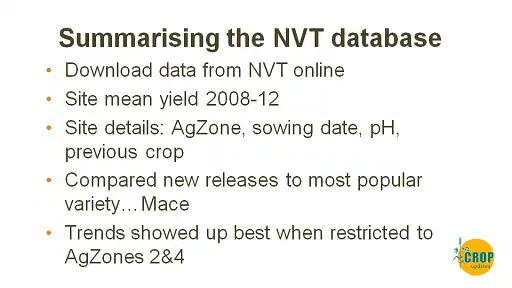 Summarising the NVT database
• Download data from NVT online
• Site mean yield 2008-12
• Site details: AgZone, sowing date, pH,
previous crop
• Compared new releases to most popular
variety…Mace
• Trends showed up best when restricted to
AgZones 2&4
CROP
updates